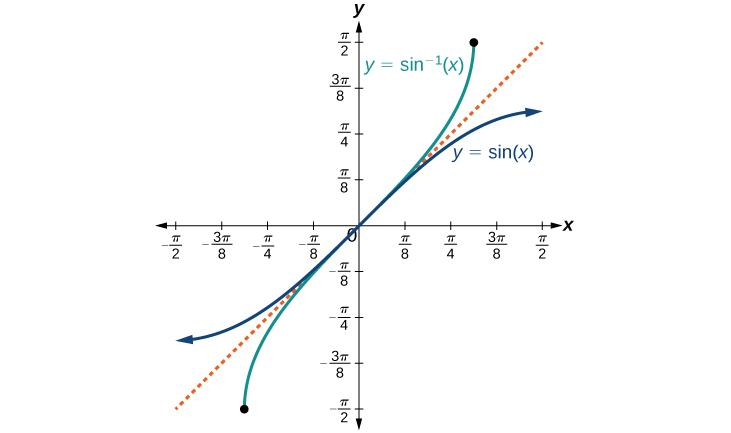 y
π/2
y = sin⁻¹(x)
3π/8
π/4
y = sin(x)
π/8
x
0
-π/2 -3π/8 -π/4 -π/8 π/8 π/4 3π/8 π/2
-π/8
-π/4
-3π/8
-π/2